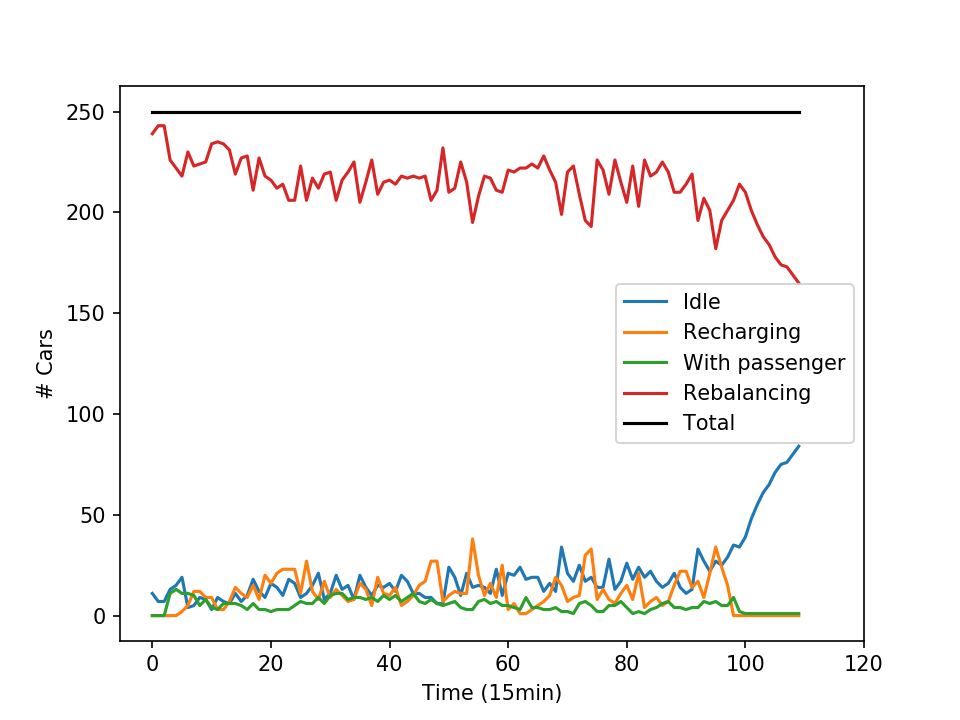 250
200
150
100
50
0
# Cars
Idle
Recharging
With passenger
Rebalancing
Total
0 20 40 60 80 100 120
Time (15min)